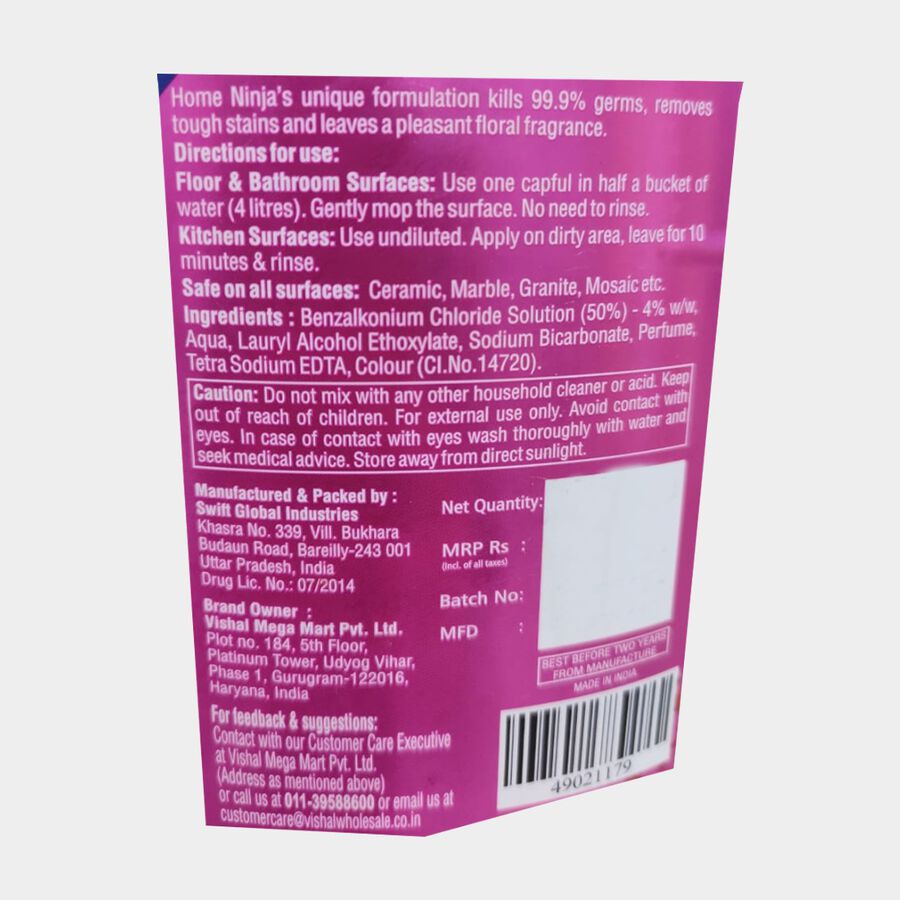 Home Ninja's unique formulation kills 99.9% germs, removes
tough stains and leaves a pleasant floral fragrance.
Directions for use:
Floor & Bathroom Surfaces: Use one capful in half a bucket of
water (4 litres). Gently mop the surface. No need to rinse.
Kitchen Surfaces: Use undiluted. Apply on dirty area, leave for 10
minutes & rinse.
Safe on all surfaces: Ceramic, Marble, Granite, Mosaic etc.
Ingredients : Benzalkonium Chloride Solution (50%) - 4% w/w,
Aqua, Lauryl Alcohol Ethoxylate, Sodium Bicarbonate, Perfume,
Tetra Sodium EDTA, Colour (CI.No.14720).
Caution: Do not mix with any other household cleaner or acid. Keep
out of reach of children. For external use only. Avoid contact with
eyes. In case of contact with eyes wash thoroughly with water and
seek medical advice. Store away from direct sunlight.
Manufactured & Packed by :
Swift Global Industries
Khasra No. 339, Vill. Bukhara
Budaun Road, Bareilly-243 001
Uttar Pradesh, India
Drug Lic. No.: 07/2014
Brand Owner :
Vishal Mega Mart Pvt. Ltd.
Plot no. 184, 5th Floor,
Platinum Tower, Udyog Vihar,
Phase 1, Gurugram-122016,
Haryana, India
For feedback & suggestions:
Contact with our Customer Care Executive
at Vishal Mega Mart Pvt. Ltd.
(Address as mentioned above)
or call us at 011-39588600 or email us at
customercare@vishalwholesale.co.in
Net Quantity:
MRP Rs :
(Incl. of all taxes)
Batch No:
MFD :
BEST BEFORE TWO YEARS
FROM MANUFACTURE
MADE IN INDIA
49021179